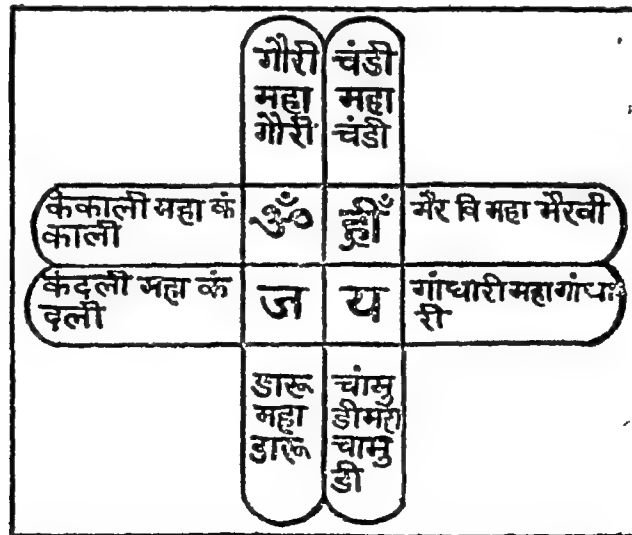 गौरी
महा
गौरी
चंडी
महा
चंडी
कंकाली महा कं
काली
ॐ
ह्रीँ
भैरवि महा भैरवी
कंदली महा कं
दली
ज
य
गांधारी महा गांधा
री
डारू
महा
डारू
चांमु
डी महा
चामु
डी